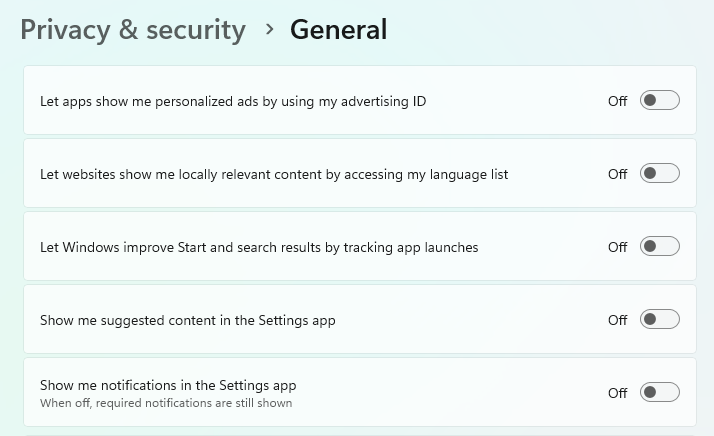 Privacy & security > General
Let apps show me personalized ads by using my advertising ID Off
Let websites show me locally relevant content by accessing my language list Off
Let Windows improve Start and search results by tracking app launches Off
Show me suggested content in the Settings app Off
Show me notifications in the Settings app Off
When off, required notifications are still shown